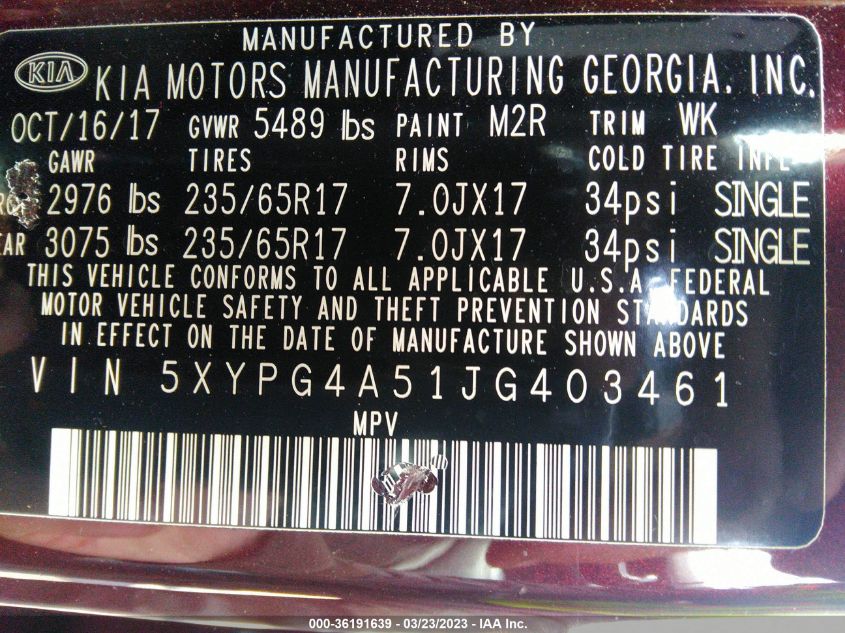 MANUFACTURED BY
KIA KIA MOTORS MANUFACTURING GEORGIA. INC.
OCT/16/17 GVWR 5489 lbs PAINT M2R TRIM WK
GAWR TIRES RIMS COLD TIRE
2976 lbs 235/65R17 7.0JX17 34psi SINGLE
3075 lbs 235/65R17 7.0JX17 34psi SINGLE
THIS VEHICLE CONFORMS TO ALL APPLICABLE U.S.A. FEDERAL
MOTOR VEHICLE SAFETY AND THEFT PREVENTION STANDARDS
IN EFFECT ON THE DATE OF MANUFACTURE SHOWN ABOVE
VIN 5XYPG4A51JG403461
MPV
000-36191639 - 03/23/2023 - IAA Inc.